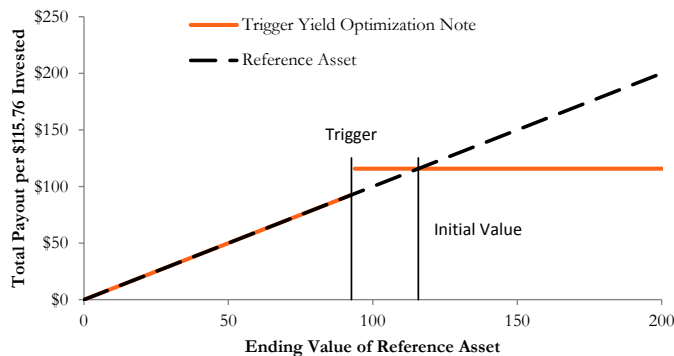 Trigger Yield Optimization Note
Reference Asset
Total Payout per $115.76 Invested
$250
$200
$150
$100
$50
$0
Trigger
Initial Value
0
50
100
150
200
Ending Value of Reference Asset